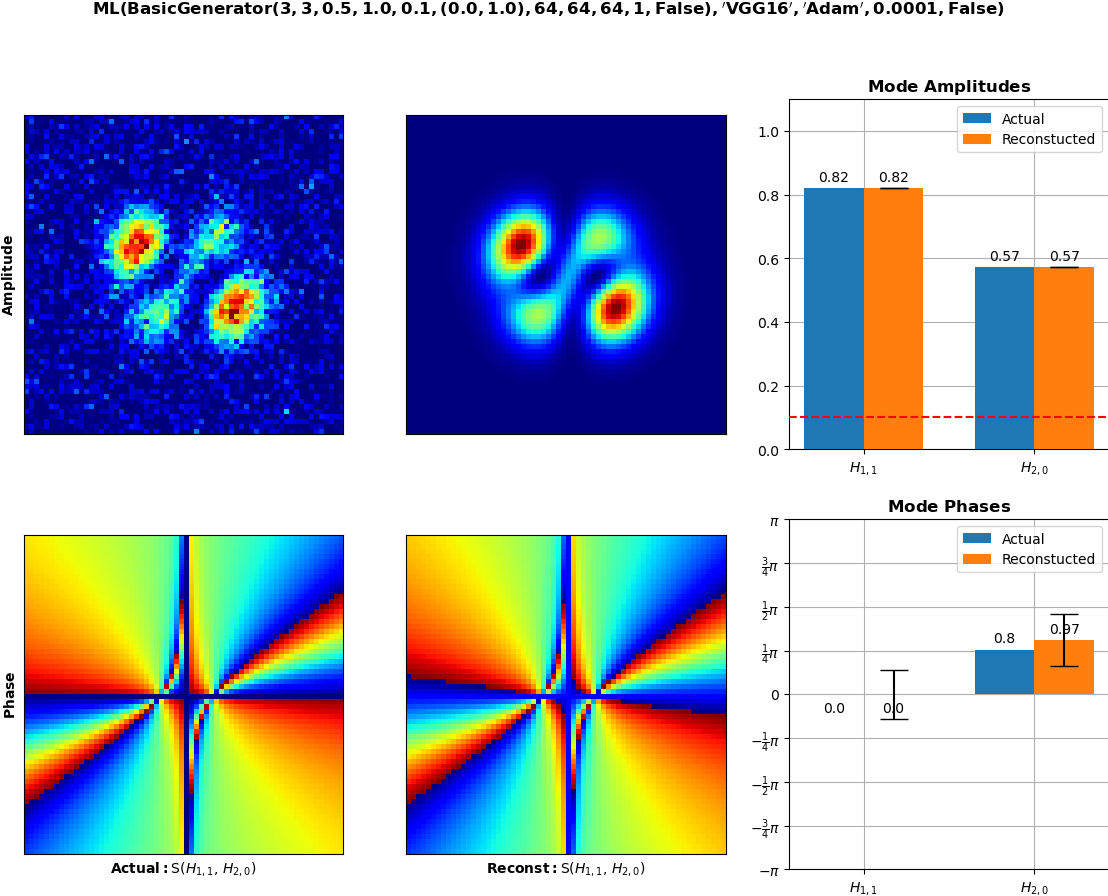 ML(BasicGenerator(3, 3, 0.5, 1.0, 0.1, (0.0, 1.0), 64, 64, 64, 1, False), ′VGG16′, ′Adam′, 0.0001, False)
Amplitude
Mode Amplitudes
Actual
Reconstucted
1.0
0.8
0.6
0.4
0.2
0.0
0.82
0.82
0.57
0.57
H1, 1
H2, 0
Phase
Actual: S(H1, 1, H2, 0)
Reconst: S(H1, 1, H2, 0)
Mode Phases
Actual
Reconstucted
π
3/4π
1/2π
1/4π
0
−1/4π
−1/2π
−3/4π
−π
0.0
0.0
0.8
0.97
H1, 1
H2, 0